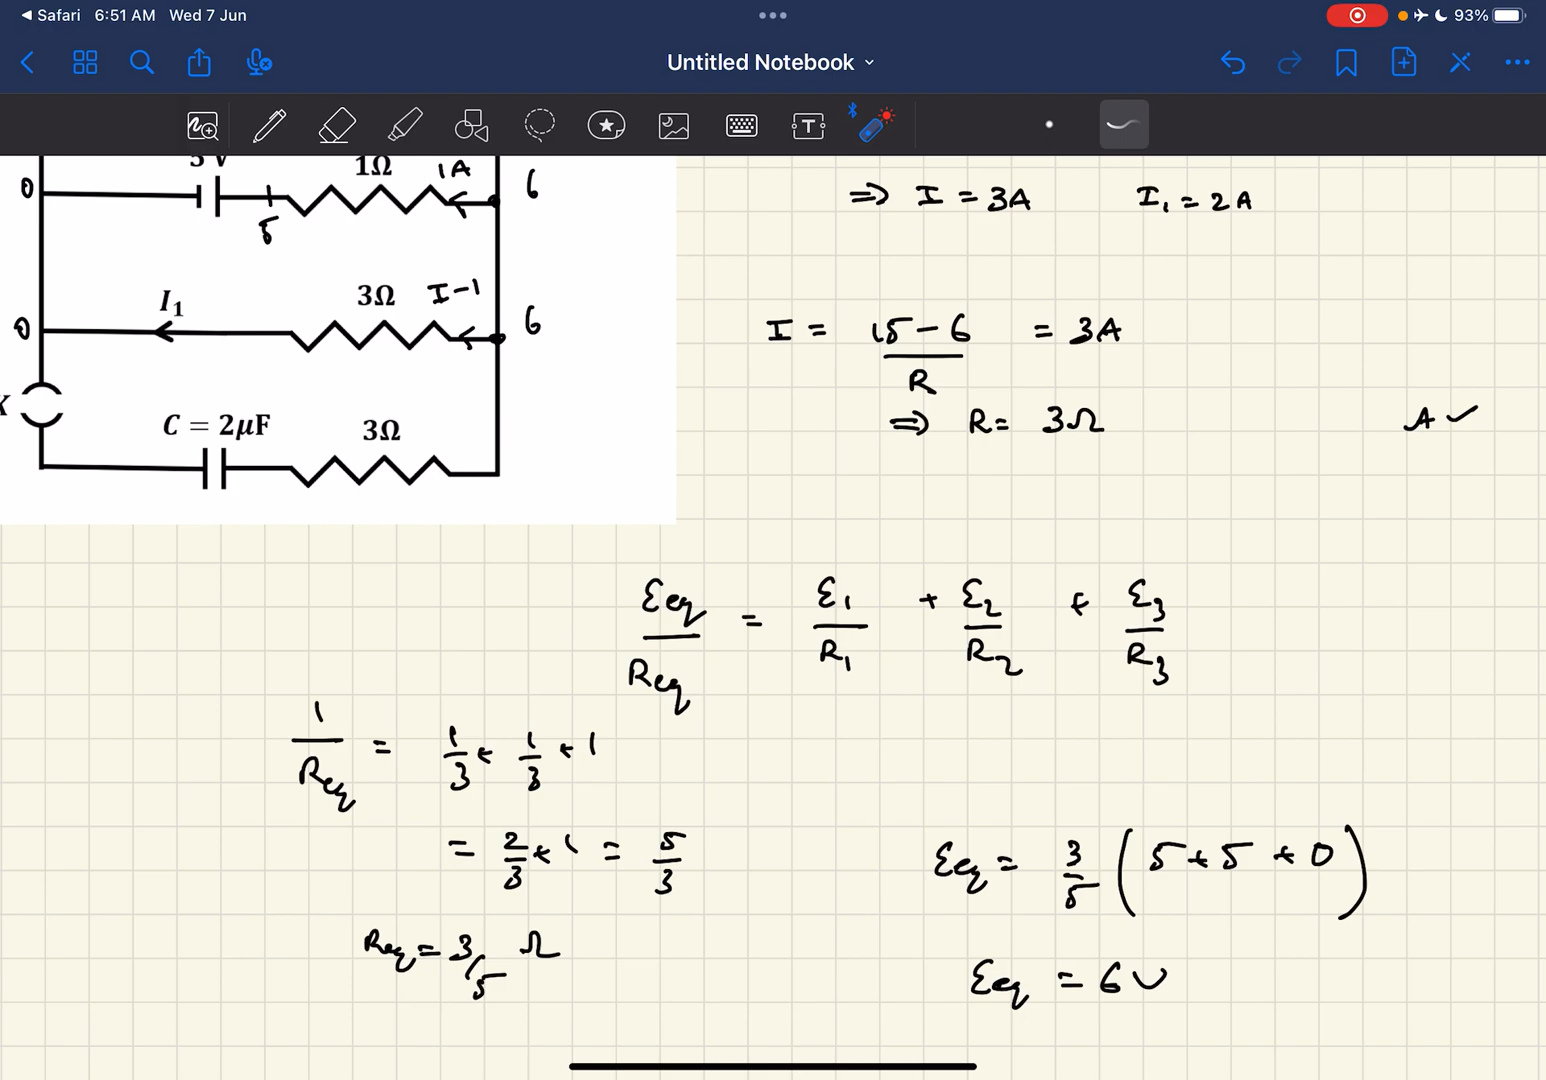 Safari 6:51 AM Wed 7 Jun 93%
Untitled Notebook
T
5 V 1Ω 1A
0 5 6
⇒ I = 3A I₁ = 2A
I₁ 3Ω I-1
0 6
I = (15-6)/R = 3A
⇒ R = 3Ω A ✓
K C = 2μF 3Ω
Eeq/Req = E1/R1 + E2/R2 + E3/R3
1/Req = 1/3 + 1/3 + 1
= 2/3 + 1 = 5/3
Eeq = 3/5 (5 + 5 + 0)
Req = 3/5 Ω
Eeq = 6V